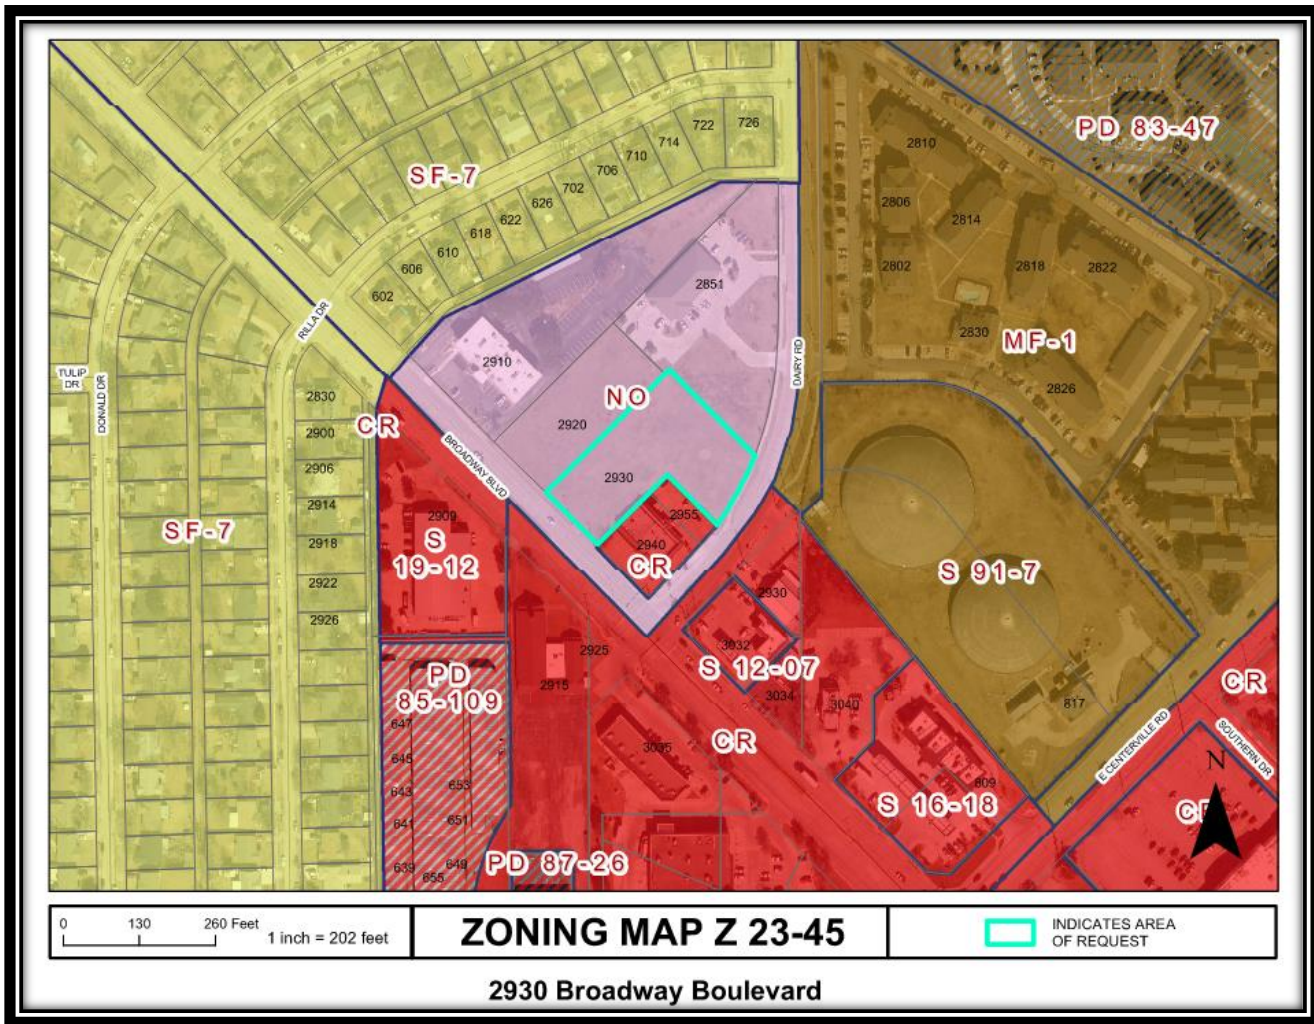 PD 83-47
726
722
714
710
706
702
626
622
618
610
606
602
SF-7
2810
2806
2814
2802
2818
2822
2830
MF-1
2826
2851
DAIRY RD
RILLA DR
2910
NO
2920
2930
TULIP
DR
DONALD DR
2830
2900
2906
2914
2918
2922
2926
SF-7
CR
BROADWAY BLVD
2909
S
19-12
2955
2940
CR
S 91-7
2930
3032
S 12-07
3034
3040
817
2925
2915
PD
85-109
647
645
643
641
639
653
651
649
655
3035
CR
809
S 16-18
E CENTERVILLE RD
CR
SOUTHERN DR
N
CR
PD 87-26
0 130 260 Feet
1 inch = 202 feet
ZONING MAP Z 23-45
INDICATES AREA
OF REQUEST
2930 Broadway Boulevard